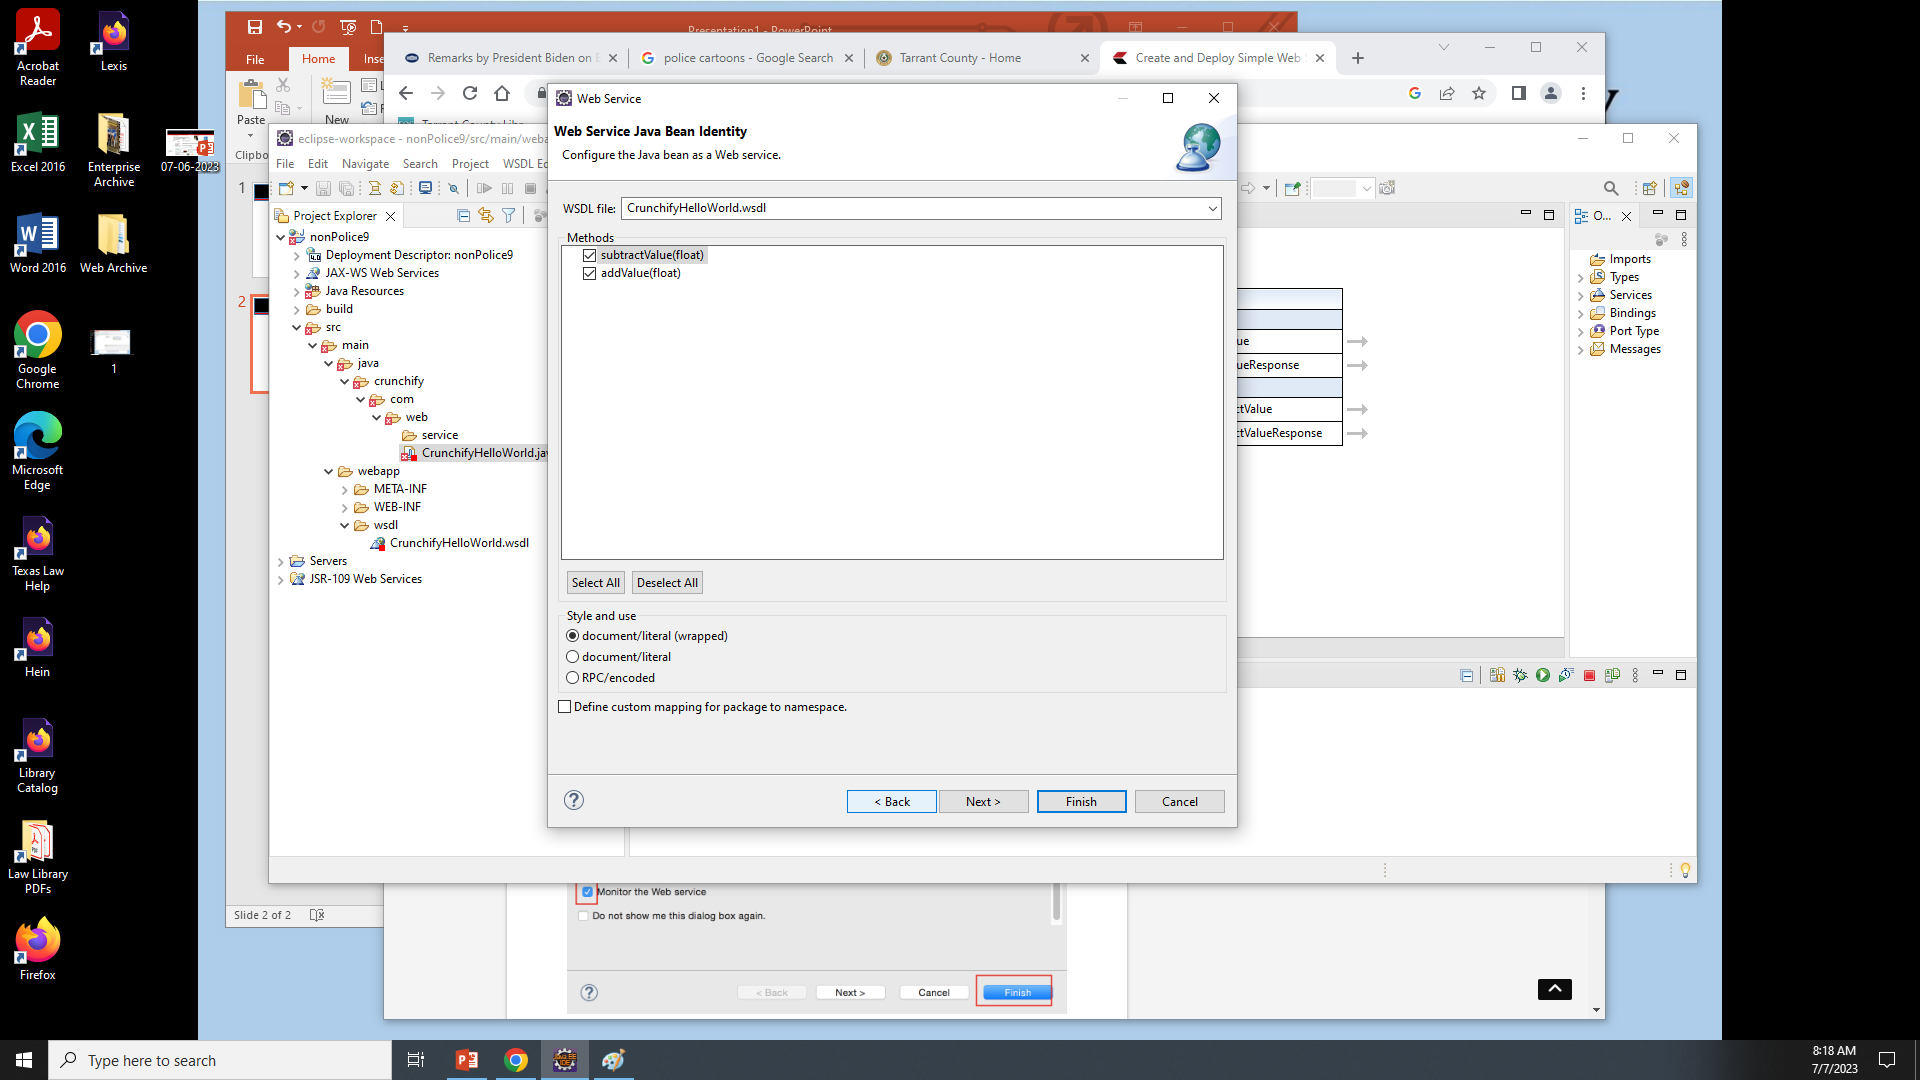 Acrobat Reader
Lexis
Excel 2016
Enterprise Archive
07-06-2023
Word 2016
Web Archive
Google Chrome
1
Microsoft Edge
Texas Law Help
Hein
Library Catalog
Law Library PDFs
Firefox
Presentation1 - PowerPoint
File
Home
Paste
New
1
2
Slide 2 of 2
Remarks by President Biden on
police cartoons - Google Search
Tarrant County - Home
Create and Deploy Simple Web
eclipse-workspace - nonPolice9/src/main/weba
File Edit Navigate Search Project WSDL Ed
Project Explorer
nonPolice9
Deployment Descriptor: nonPolice9
JAX-WS Web Services
Java Resources
build
src
main
java
crunchify
com
web
service
CrunchifyHelloWorld.jav
webapp
META-INF
WEB-INF
wsdl
CrunchifyHelloWorld.wsdl
Servers
JSR-109 Web Services
Web Service
Web Service Java Bean Identity
Configure the Java bean as a Web service.
WSDL file: CrunchifyHelloWorld.wsdl
Methods
subtractValue(float)
addValue(float)
Select All Deselect All
Style and use
document/literal (wrapped)
document/literal
RPC/encoded
Define custom mapping for package to namespace.
< Back Next > Finish Cancel
ue
ueResponse
ctValue
ctValueResponse
O...
Imports
Types
Services
Bindings
Port Type
Messages
Monitor the Web service
Do not show me this dialog box again.
< Back Next > Cancel Finish
Type here to search
8:18 AM
7/7/2023